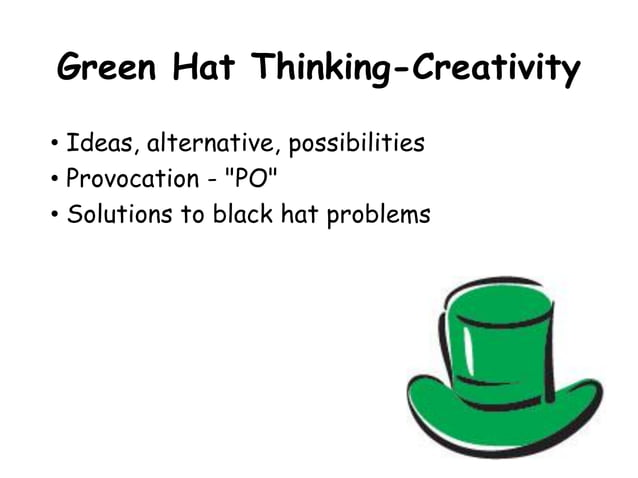 Green Hat Thinking-Creativity
• Ideas, alternative, possibilities
• Provocation - "PO"
• Solutions to black hat problems